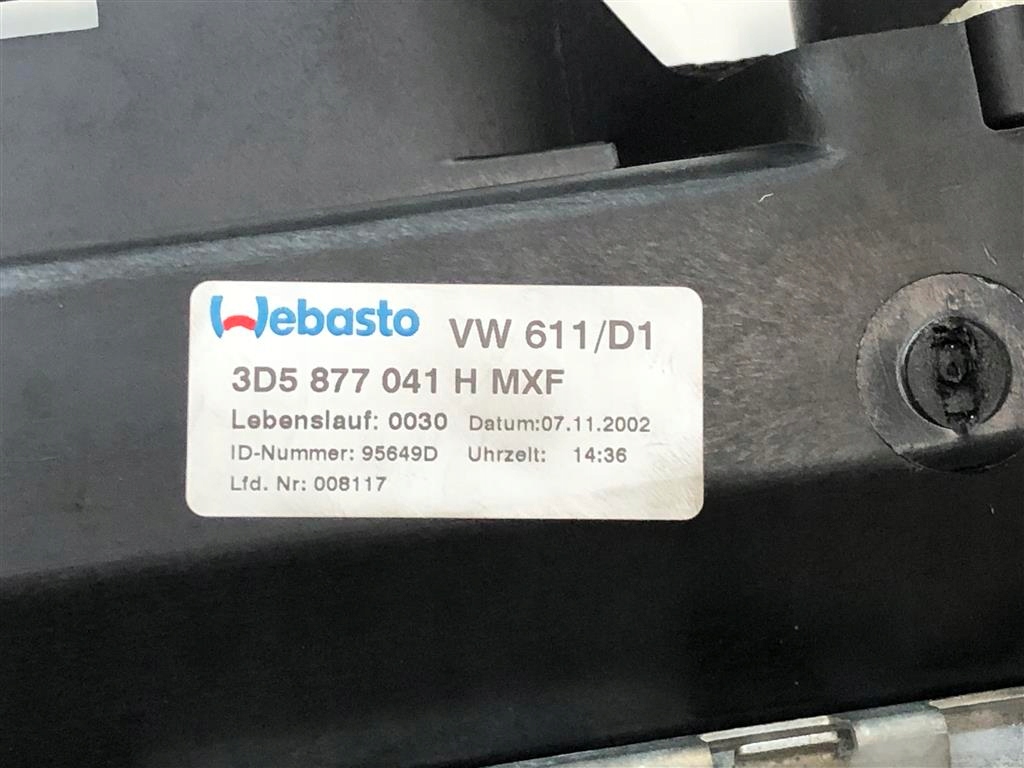 Webasto VW 611/D1
3D5 877 041 H MXF
Lebenslauf: 0030 Datum:07.11.2002
ID-Nummer: 95649D Uhrzeit: 14:36
Lfd. Nr: 008117